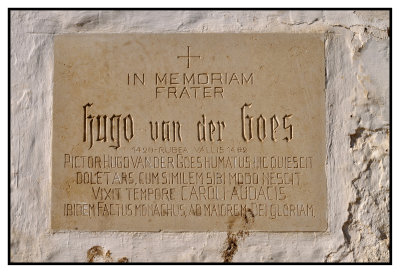 ✝
IN MEMORIAM
FRATER
Hugo van der Goes
1420-RUBEA VALLIS 1482
PICTOR HUGO VAN DER GOES HUMATUS HIC QUIESCIT
DOLET ARS, CUM SIMILEM SIBI MODO NESCIT
VIXIT TEMPORE CAROLI AUDACIS
IBIDEM FACTUS MONACHUS, AD MAIOREM DEI GLORIAM.